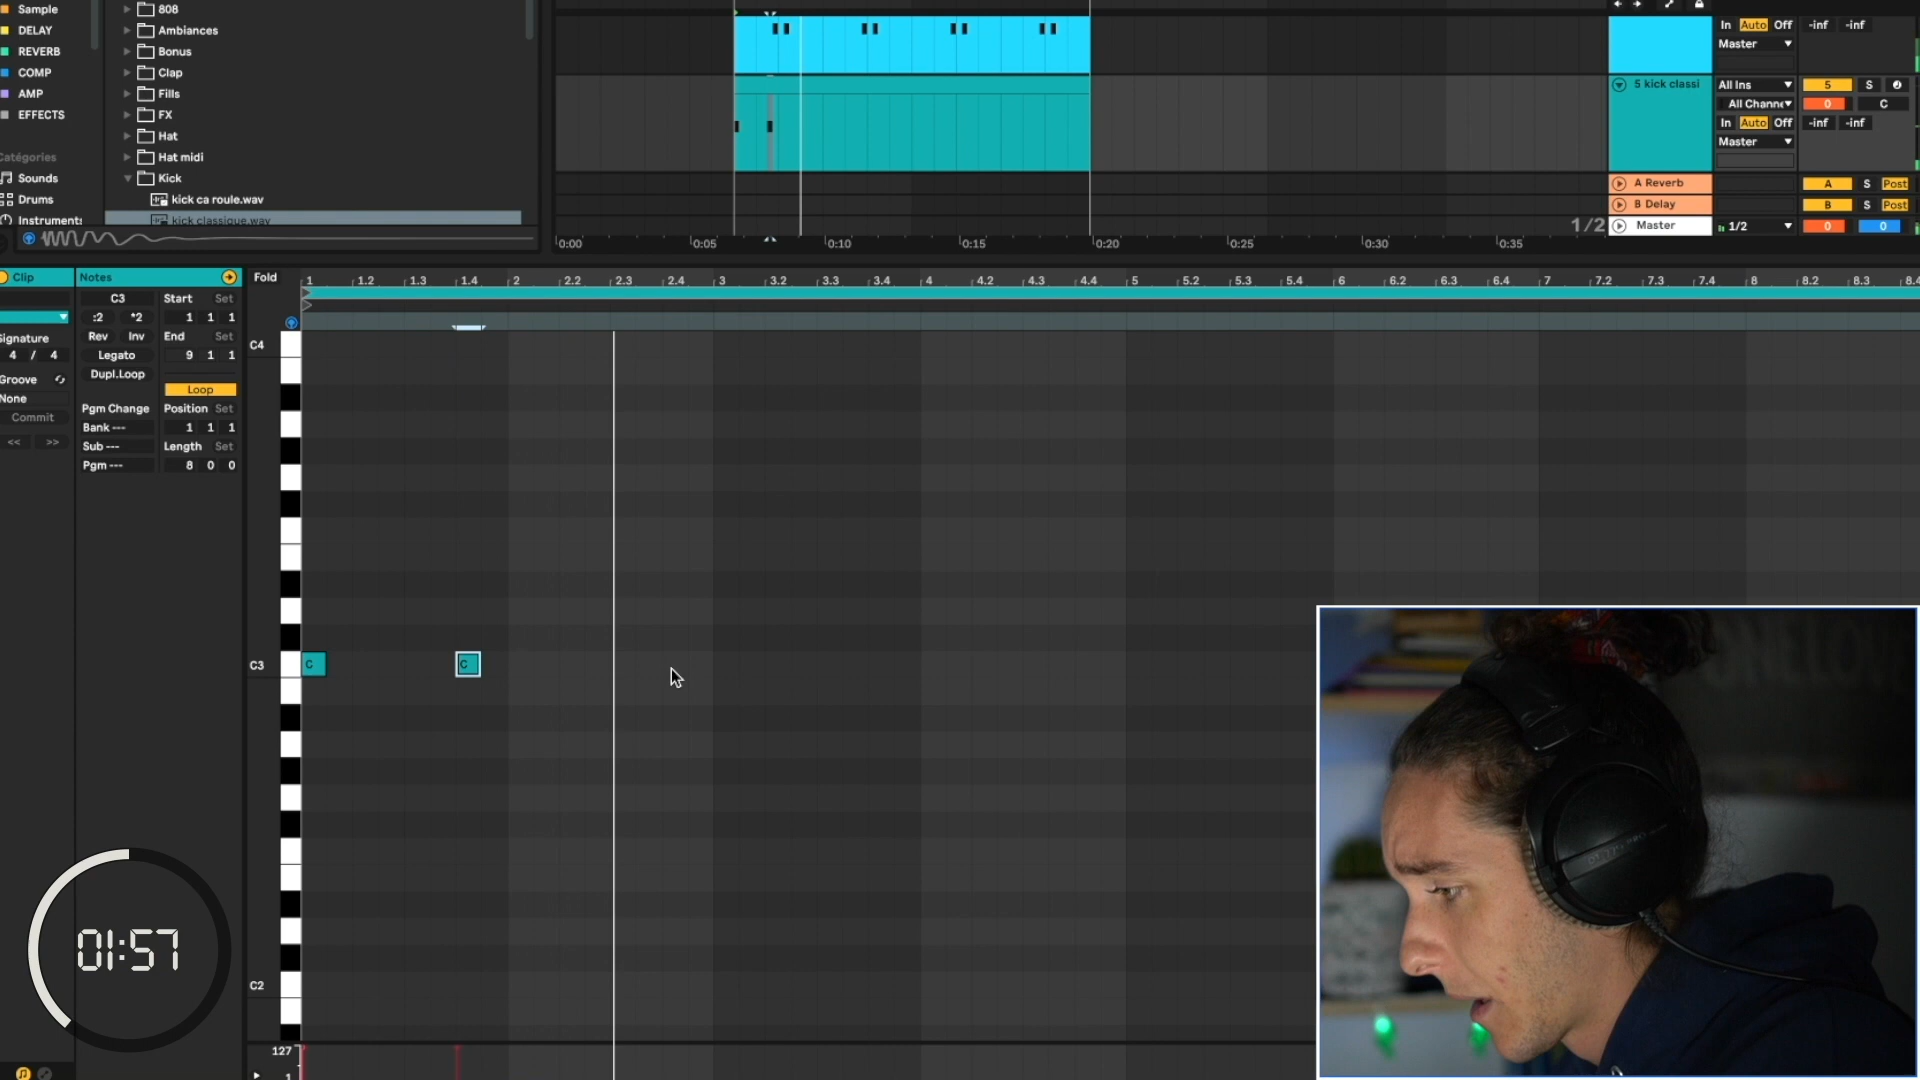 Sample
DELAY
REVERB
COMP
AMP
EFFECTS
Catégories
Sounds
Drums
Instrument
808
Ambiances
Bonus
Clap
Fills
FX
Hat
Hat midi
Kick
kick ca roule.wav
kick classique.wav
0:00 0:05 0:10 0:15 0:20 0:25 0:30 0:35
1/2
In Auto Off -inf -inf
Master
5 kick classi All Ins 5 S
All Channe 0 C
In Auto Off -inf -inf
Master
A Reverb A S Post
B Delay B S Post
Master 1/2 0 0
Clip
Signature
4 / 4
Groove
None
Commit
<< >>
Notes
C3 Start Set
:2 *2 1 1 1
Rev Inv End Set
Legato 9 1 1
Dupl.Loop
Loop
Pgm Change Position Set
Bank --- 1 1 1
Sub --- Length Set
Pgm --- 8 0 0
Fold 1 1.2 1.3 1.4 2 2.2 2.3 2.4 3 3.2 3.3 3.4 4 4.2 4.3 4.4 5 5.2 5.3 5.4 6 6.2 6.3 6.4 7 7.2 7.3 7.4 8 8.2 8.3 8.4
C4
C3
C C
C2
127
1
01:57